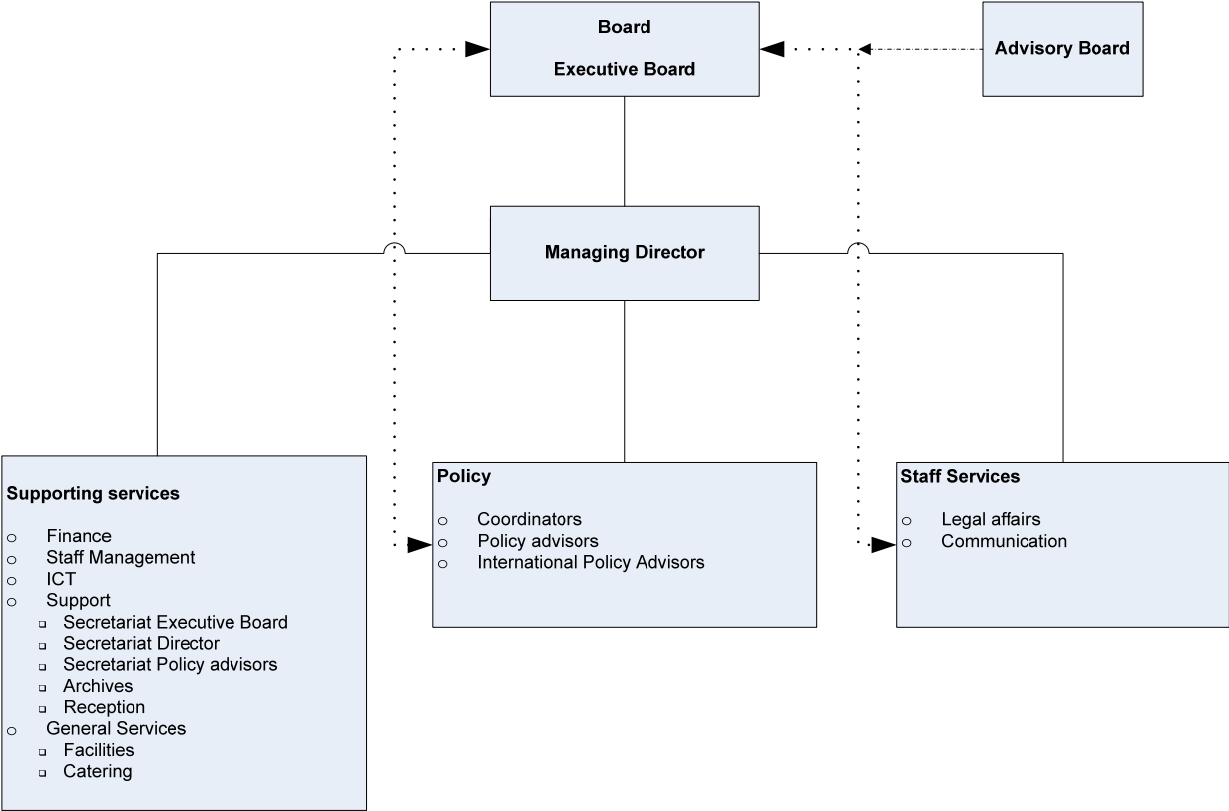 Board
Executive Board
Advisory Board
Managing Director
Supporting services
Finance
Staff Management
ICT
Support
Secretariat Executive Board
Secretariat Director
Secretariat Policy advisors
Archives
Reception
General Services
Facilities
Catering
Policy
Coordinators
Policy advisors
International Policy Advisors
Staff Services
Legal affairs
Communication